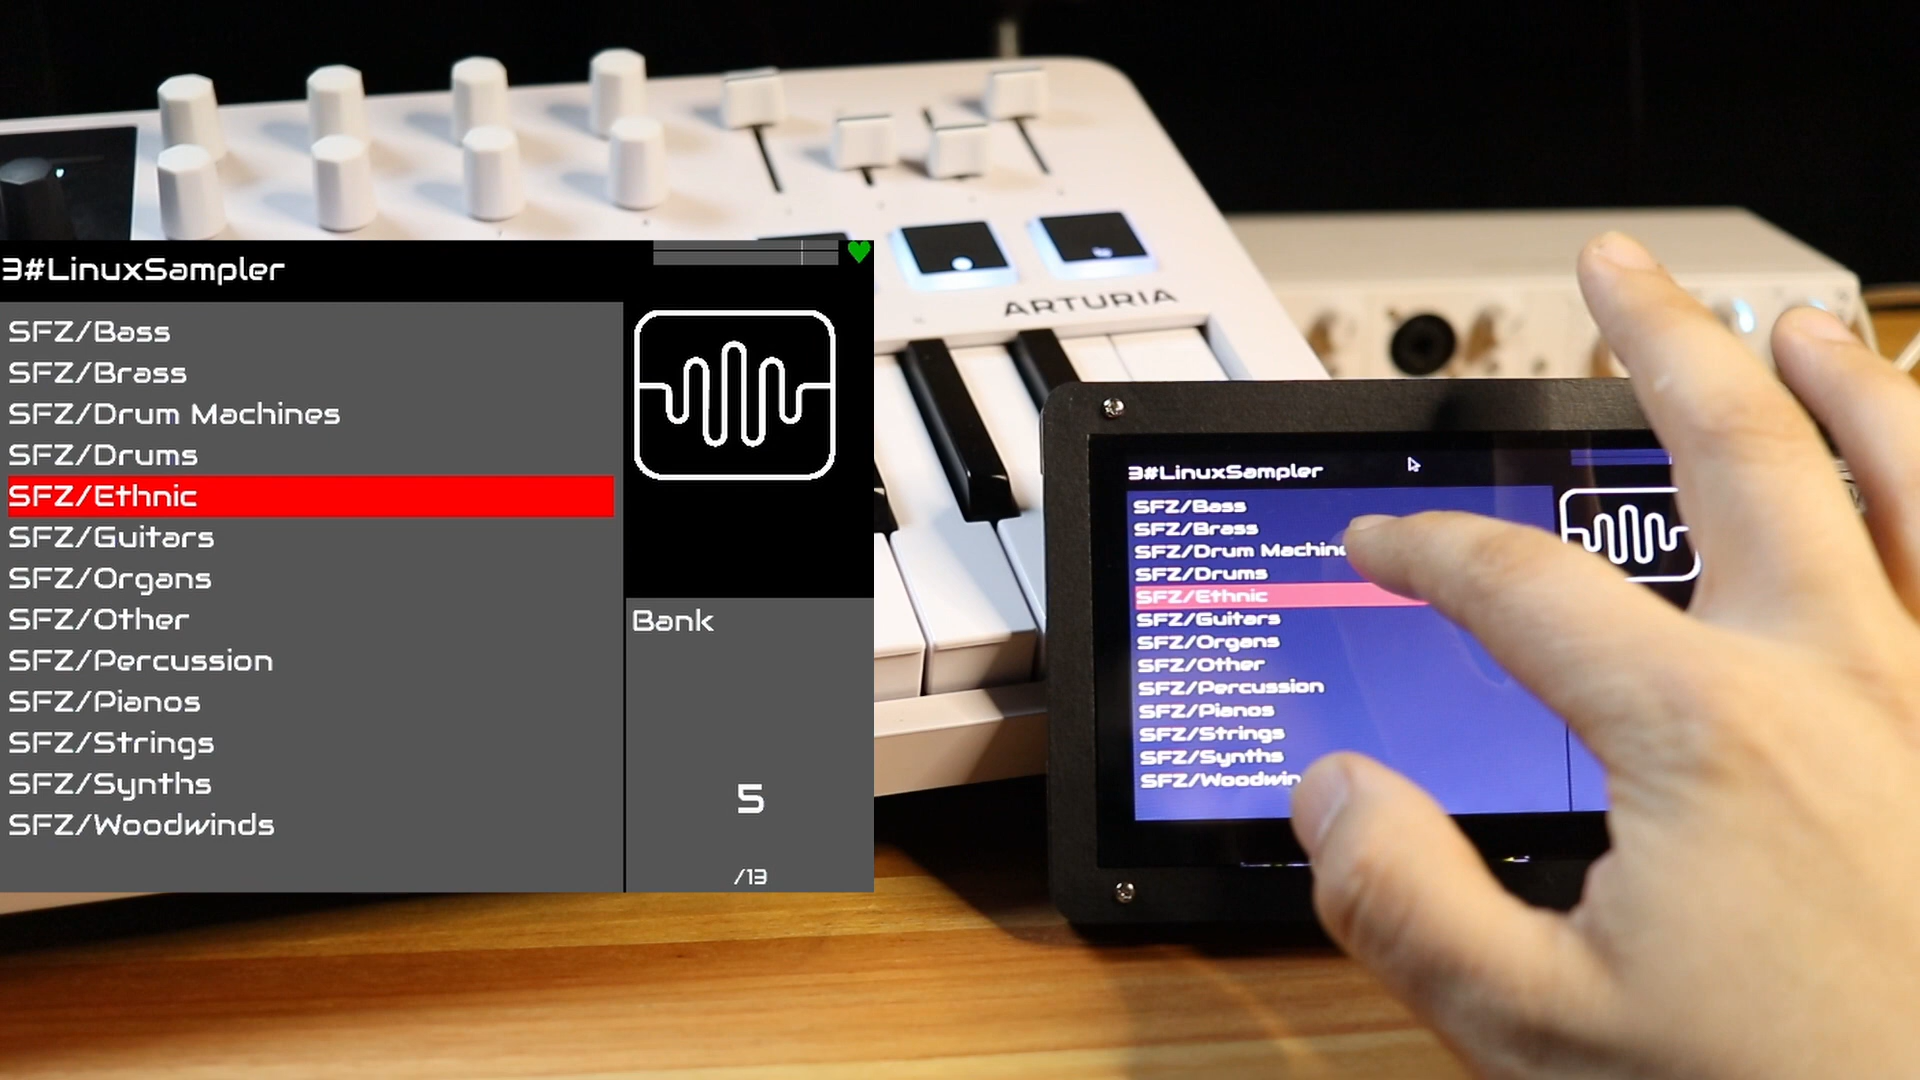 3#LinuxSampler
SFZ/Bass
SFZ/Brass
SFZ/Drum Machines
SFZ/Drums
SFZ/Ethnic
SFZ/Guitars
SFZ/Organs
SFZ/Other
SFZ/Percussion
SFZ/Pianos
SFZ/Strings
SFZ/Synths
SFZ/Woodwinds
Bank
5
/13
ARTURIA
3#LinuxSampler
SFZ/Bass
SFZ/Brass
SFZ/Drum Machin
SFZ/Drums
SFZ/Ethnic
SFZ/Guitars
SFZ/Organs
SFZ/Other
SFZ/Percussion
SFZ/Pianos
SFZ/Strings
SFZ/Synths
SFZ/Woodwin